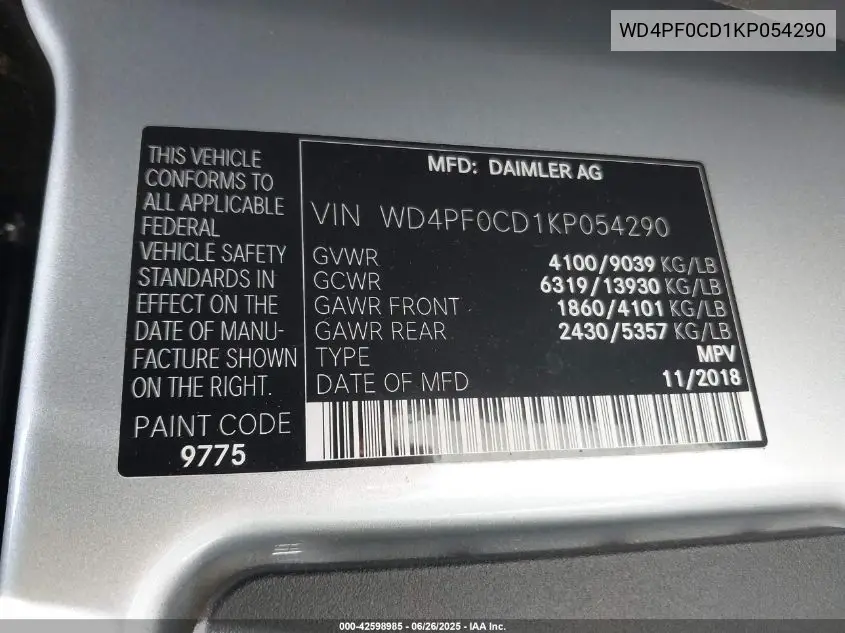 WD4PF0CD1KP054290
THIS VEHICLE
CONFORMS TO
ALL APPLICABLE
FEDERAL
VEHICLE SAFETY
STANDARDS IN
EFFECT ON THE
DATE OF MANU-
FACTURE SHOWN
ON THE RIGHT.
PAINT CODE
9775
MFD: DAIMLER AG
VIN WD4PF0CD1KP054290
GVWR 4100/9039 KG/LB
GCWR 6319/13930 KG/LB
GAWR FRONT 1860/4101 KG/LB
GAWR REAR 2430/5357 KG/LB
TYPE MPV
DATE OF MFD 11/2018
000-42598985 - 06/26/2025 - IAA Inc.